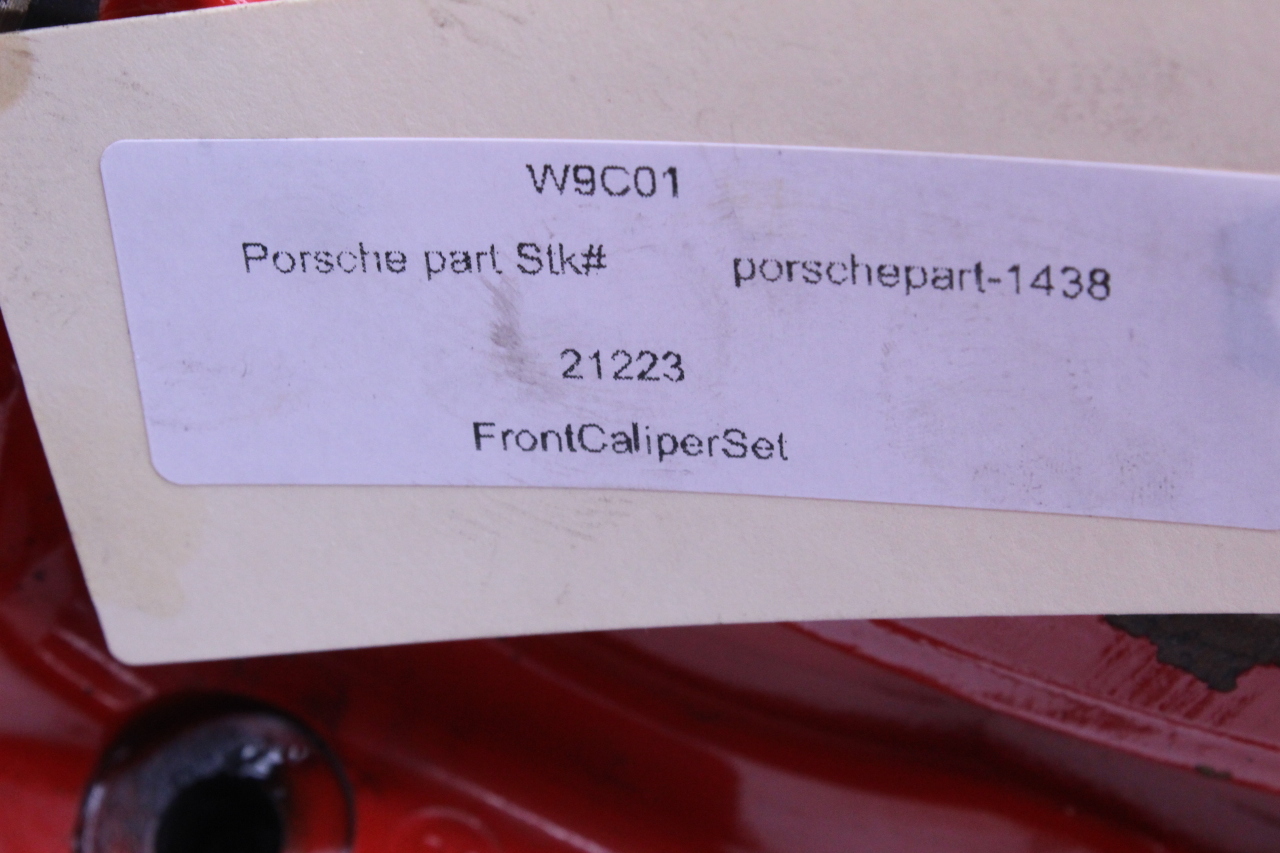 W9C01
Porsche part Stk# porschepart-1438
21223
FrontCaliperSet